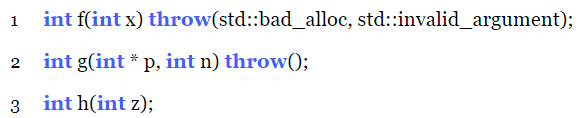 1 int f(int x) throw(std::bad_alloc, std::invalid_argument);
2 int g(int * p, int n) throw();
3 int h(int z);